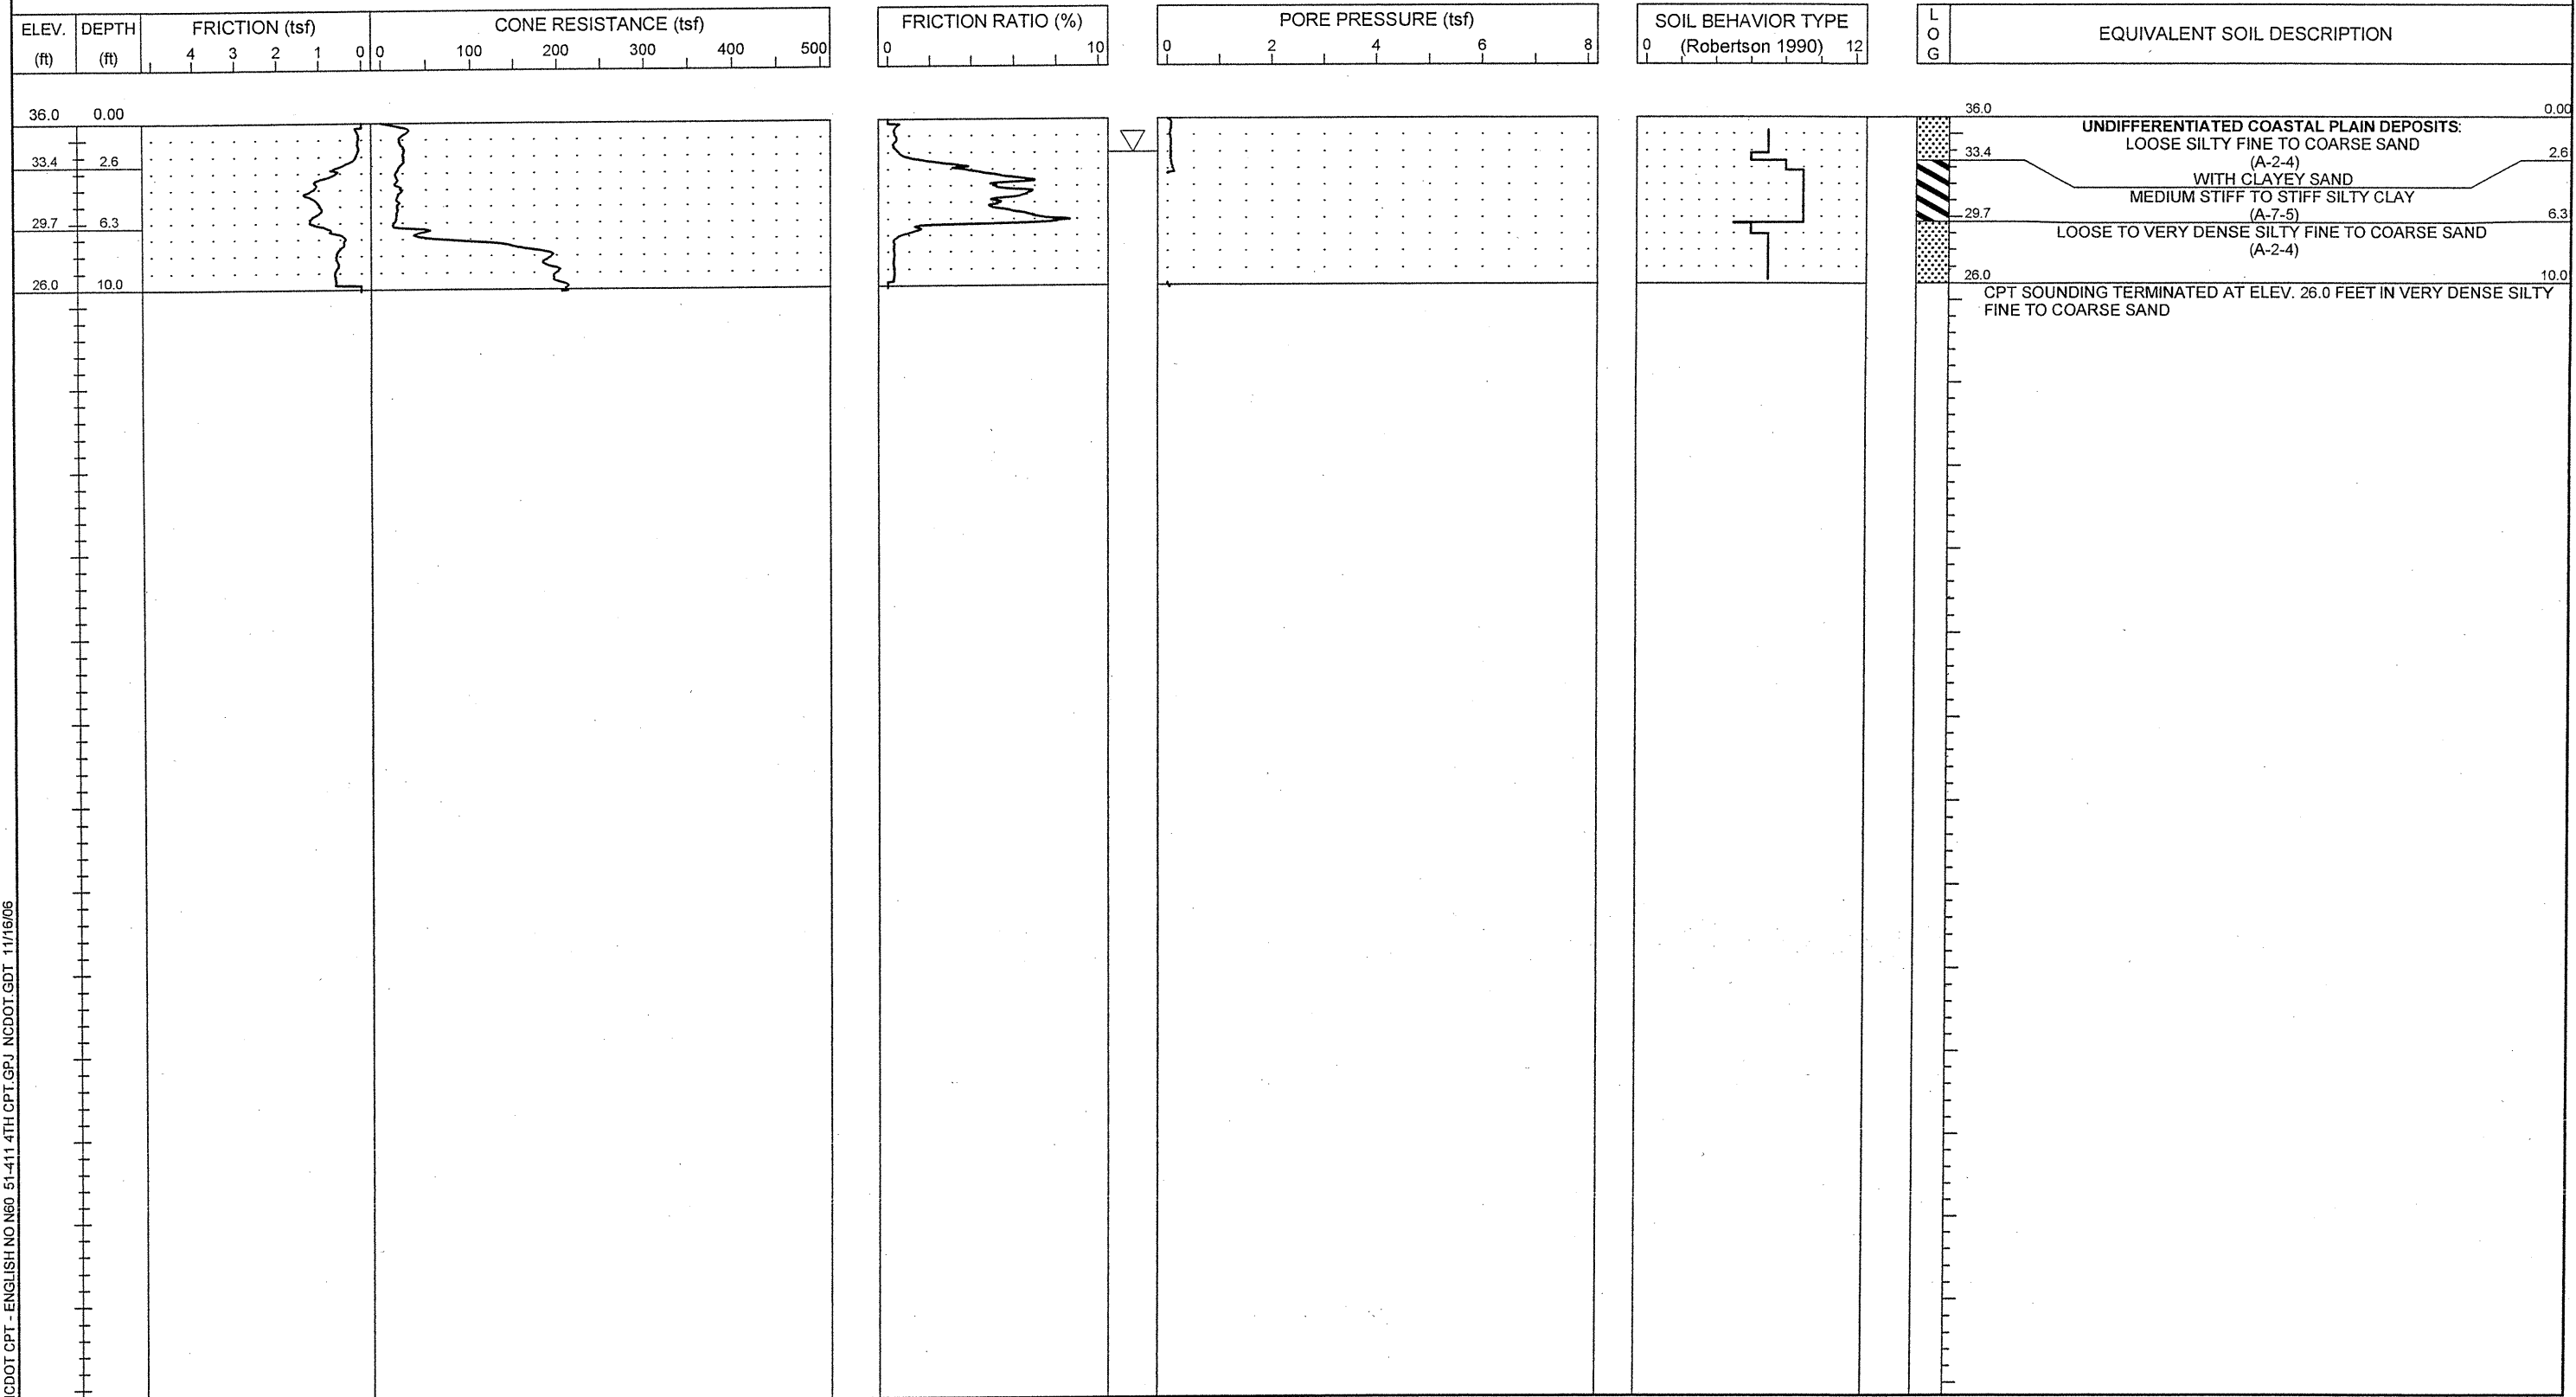 ELEV. (ft)
DEPTH (ft)
FRICTION (tsf)
4 3 2 1 0
CONE RESISTANCE (tsf)
0 100 200 300 400 500
FRICTION RATIO (%)
0 10
PORE PRESSURE (tsf)
0 2 4 6 8
SOIL BEHAVIOR TYPE
(Robertson 1990)
0 12
L
O
G
EQUIVALENT SOIL DESCRIPTION
36.0 0.00
33.4 2.6
29.7 6.3
26.0 10.0
36.0 0.00
UNDIFFERENTIATED COASTAL PLAIN DEPOSITS:
LOOSE SILTY FINE TO COARSE SAND
33.4 2.6
(A-2-4)
WITH CLAYEY SAND
MEDIUM STIFF TO STIFF SILTY CLAY
29.7 (A-7-5) 6.3
LOOSE TO VERY DENSE SILTY FINE TO COARSE SAND
(A-2-4)
26.0 10.0
CPT SOUNDING TERMINATED AT ELEV. 26.0 FEET IN VERY DENSE SILTY
FINE TO COARSE SAND
CDOT CPT - ENGLISH NO N60 51-411 4TH CPT.GPJ NCDOT.GDT 11/16/06